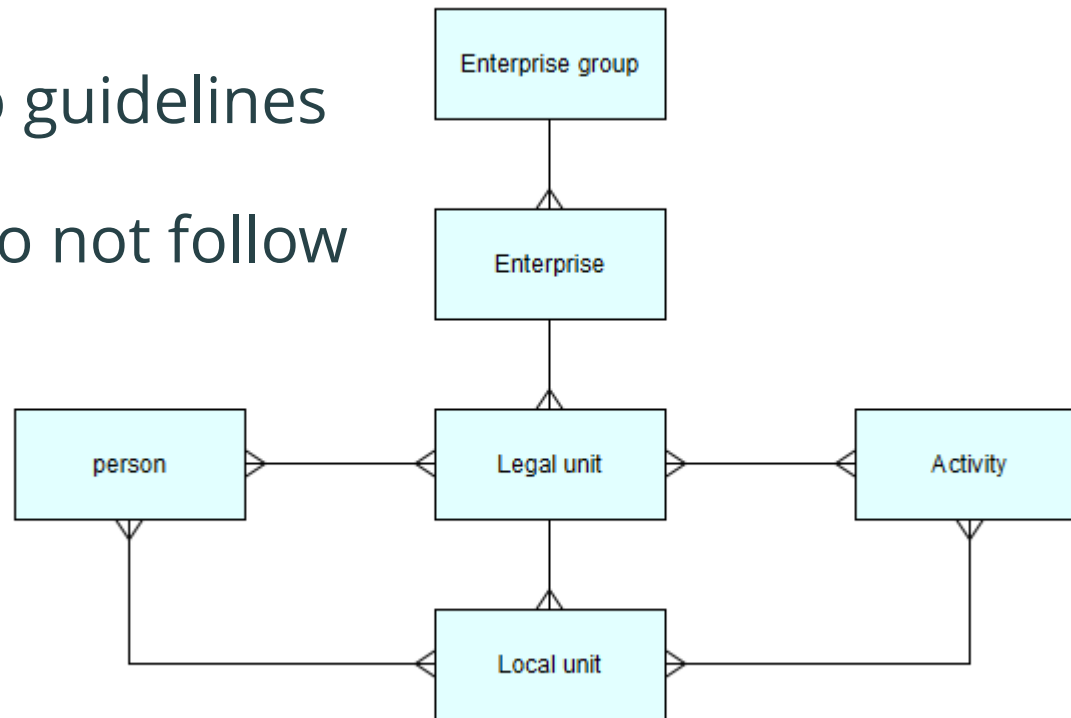 guidelines
not follow
Enterprise group
Enterprise
person
Legal unit
Activity
Local unit